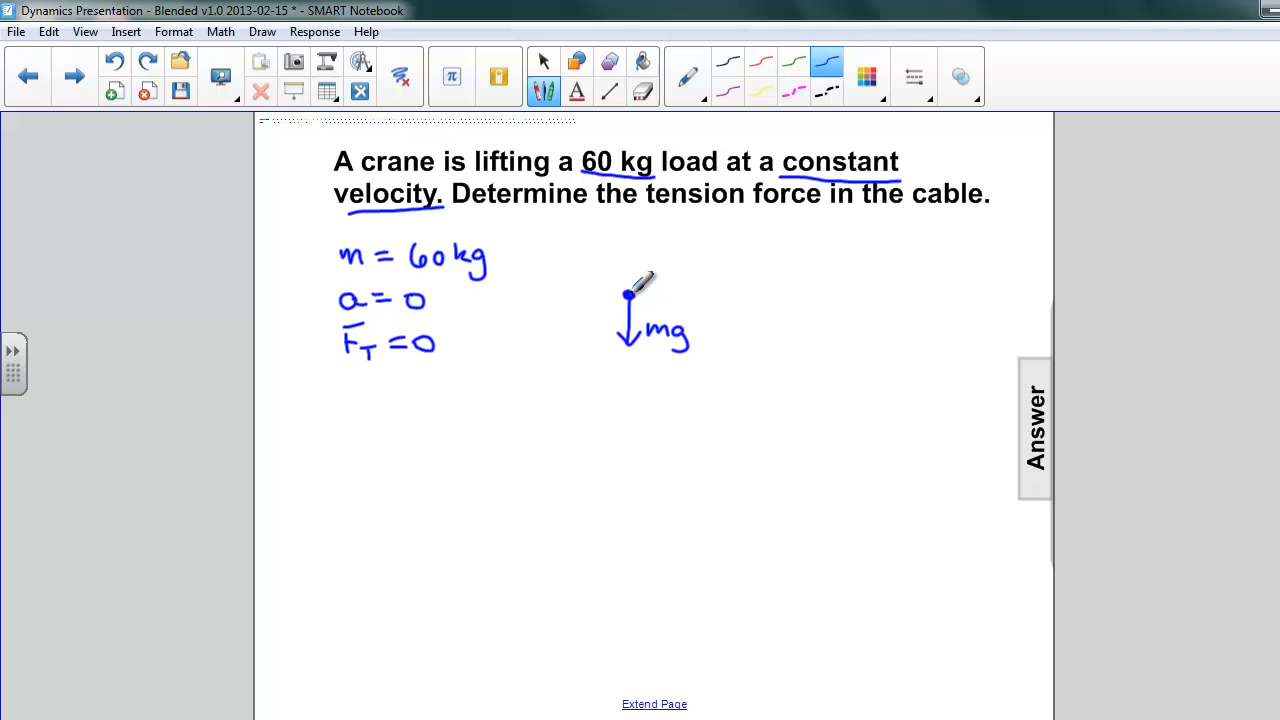 Dynamics Presentation - Blended v1.0 2013-02-15 * - SMART Notebook
File Edit View Insert Format Math Draw Response Help
π
A
A crane is lifting a 60 kg load at a constant
velocity. Determine the tension force in the cable.
m = 60 kg
a = 0
F_T = 0
mg
Answer
Extend Page